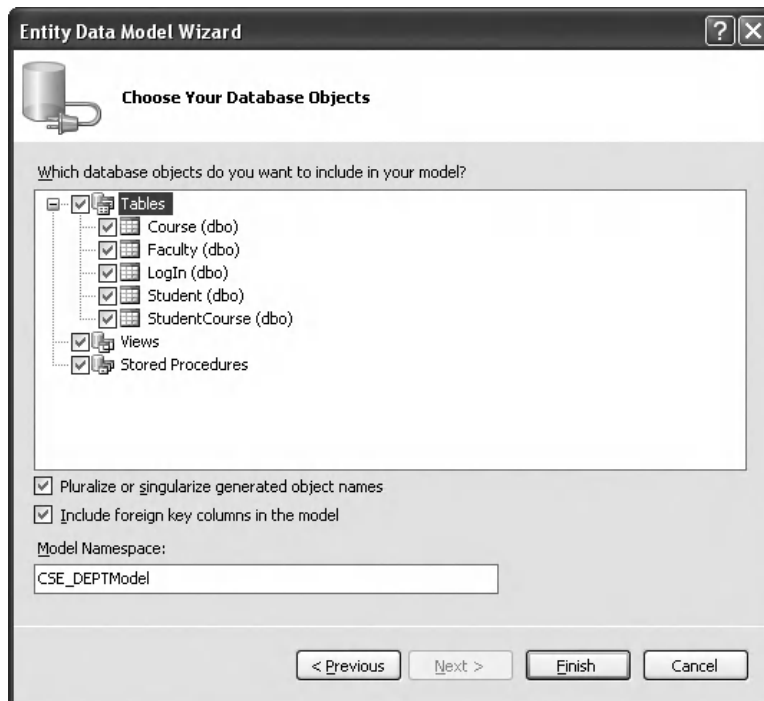 Entity Data Model Wizard
Choose Your Database Objects
Which database objects do you want to include in your model?
Tables
Course (dbo)
Faculty (dbo)
LogIn (dbo)
Student (dbo)
StudentCourse (dbo)
Views
Stored Procedures
Pluralize or singularize generated object names
Include foreign key columns in the model
Model Namespace:
CSE_DEPTModel
< Previous Next > Finish Cancel